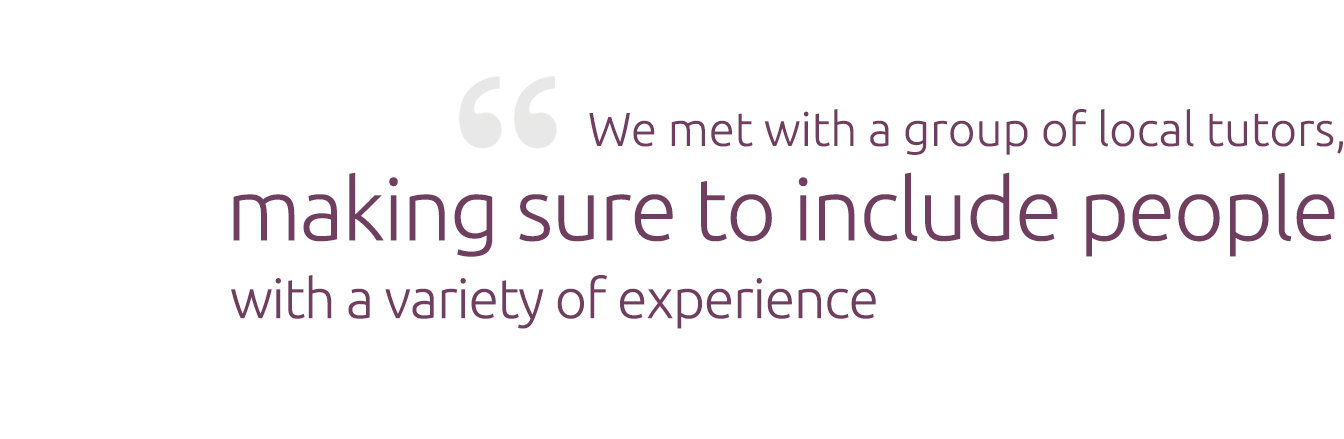 “ We met with a group of local tutors,
making sure to include people
with a variety of experience